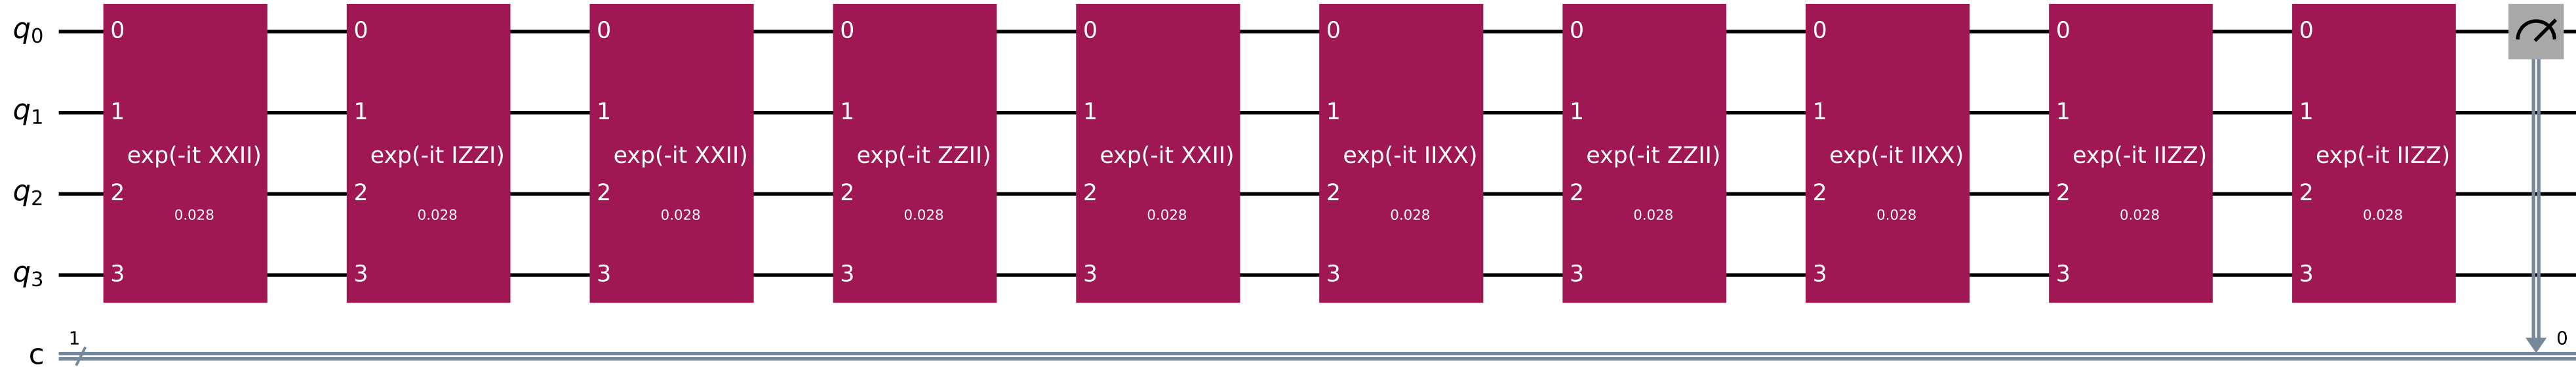 q0 0 0 0 0 0 0 0 0 0 0
q1 1 1 1 1 1 1 1 1 1 1
exp(-it XXII) exp(-it IZZI) exp(-it XXII) exp(-it ZZII) exp(-it XXII) exp(-it IIXX) exp(-it ZZII) exp(-it IIXX) exp(-it IIZZ) exp(-it IIZZ)
q2 2 2 2 2 2 2 2 2 2 2
0.028 0.028 0.028 0.028 0.028 0.028 0.028 0.028 0.028 0.028
q3 3 3 3 3 3 3 3 3 3 3
1 0
c